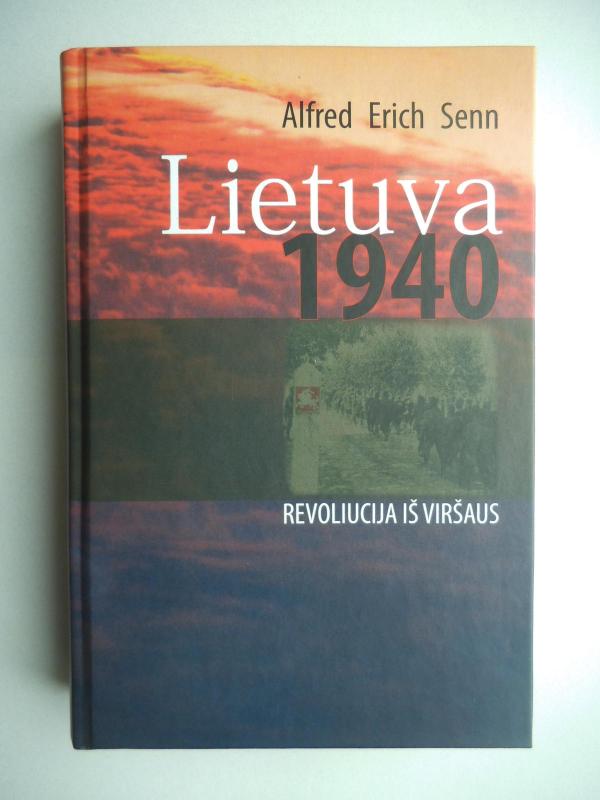 Alfred Erich Senn
Lietuva
1940
REVOLIUCIJA IŠ VIRŠAUS